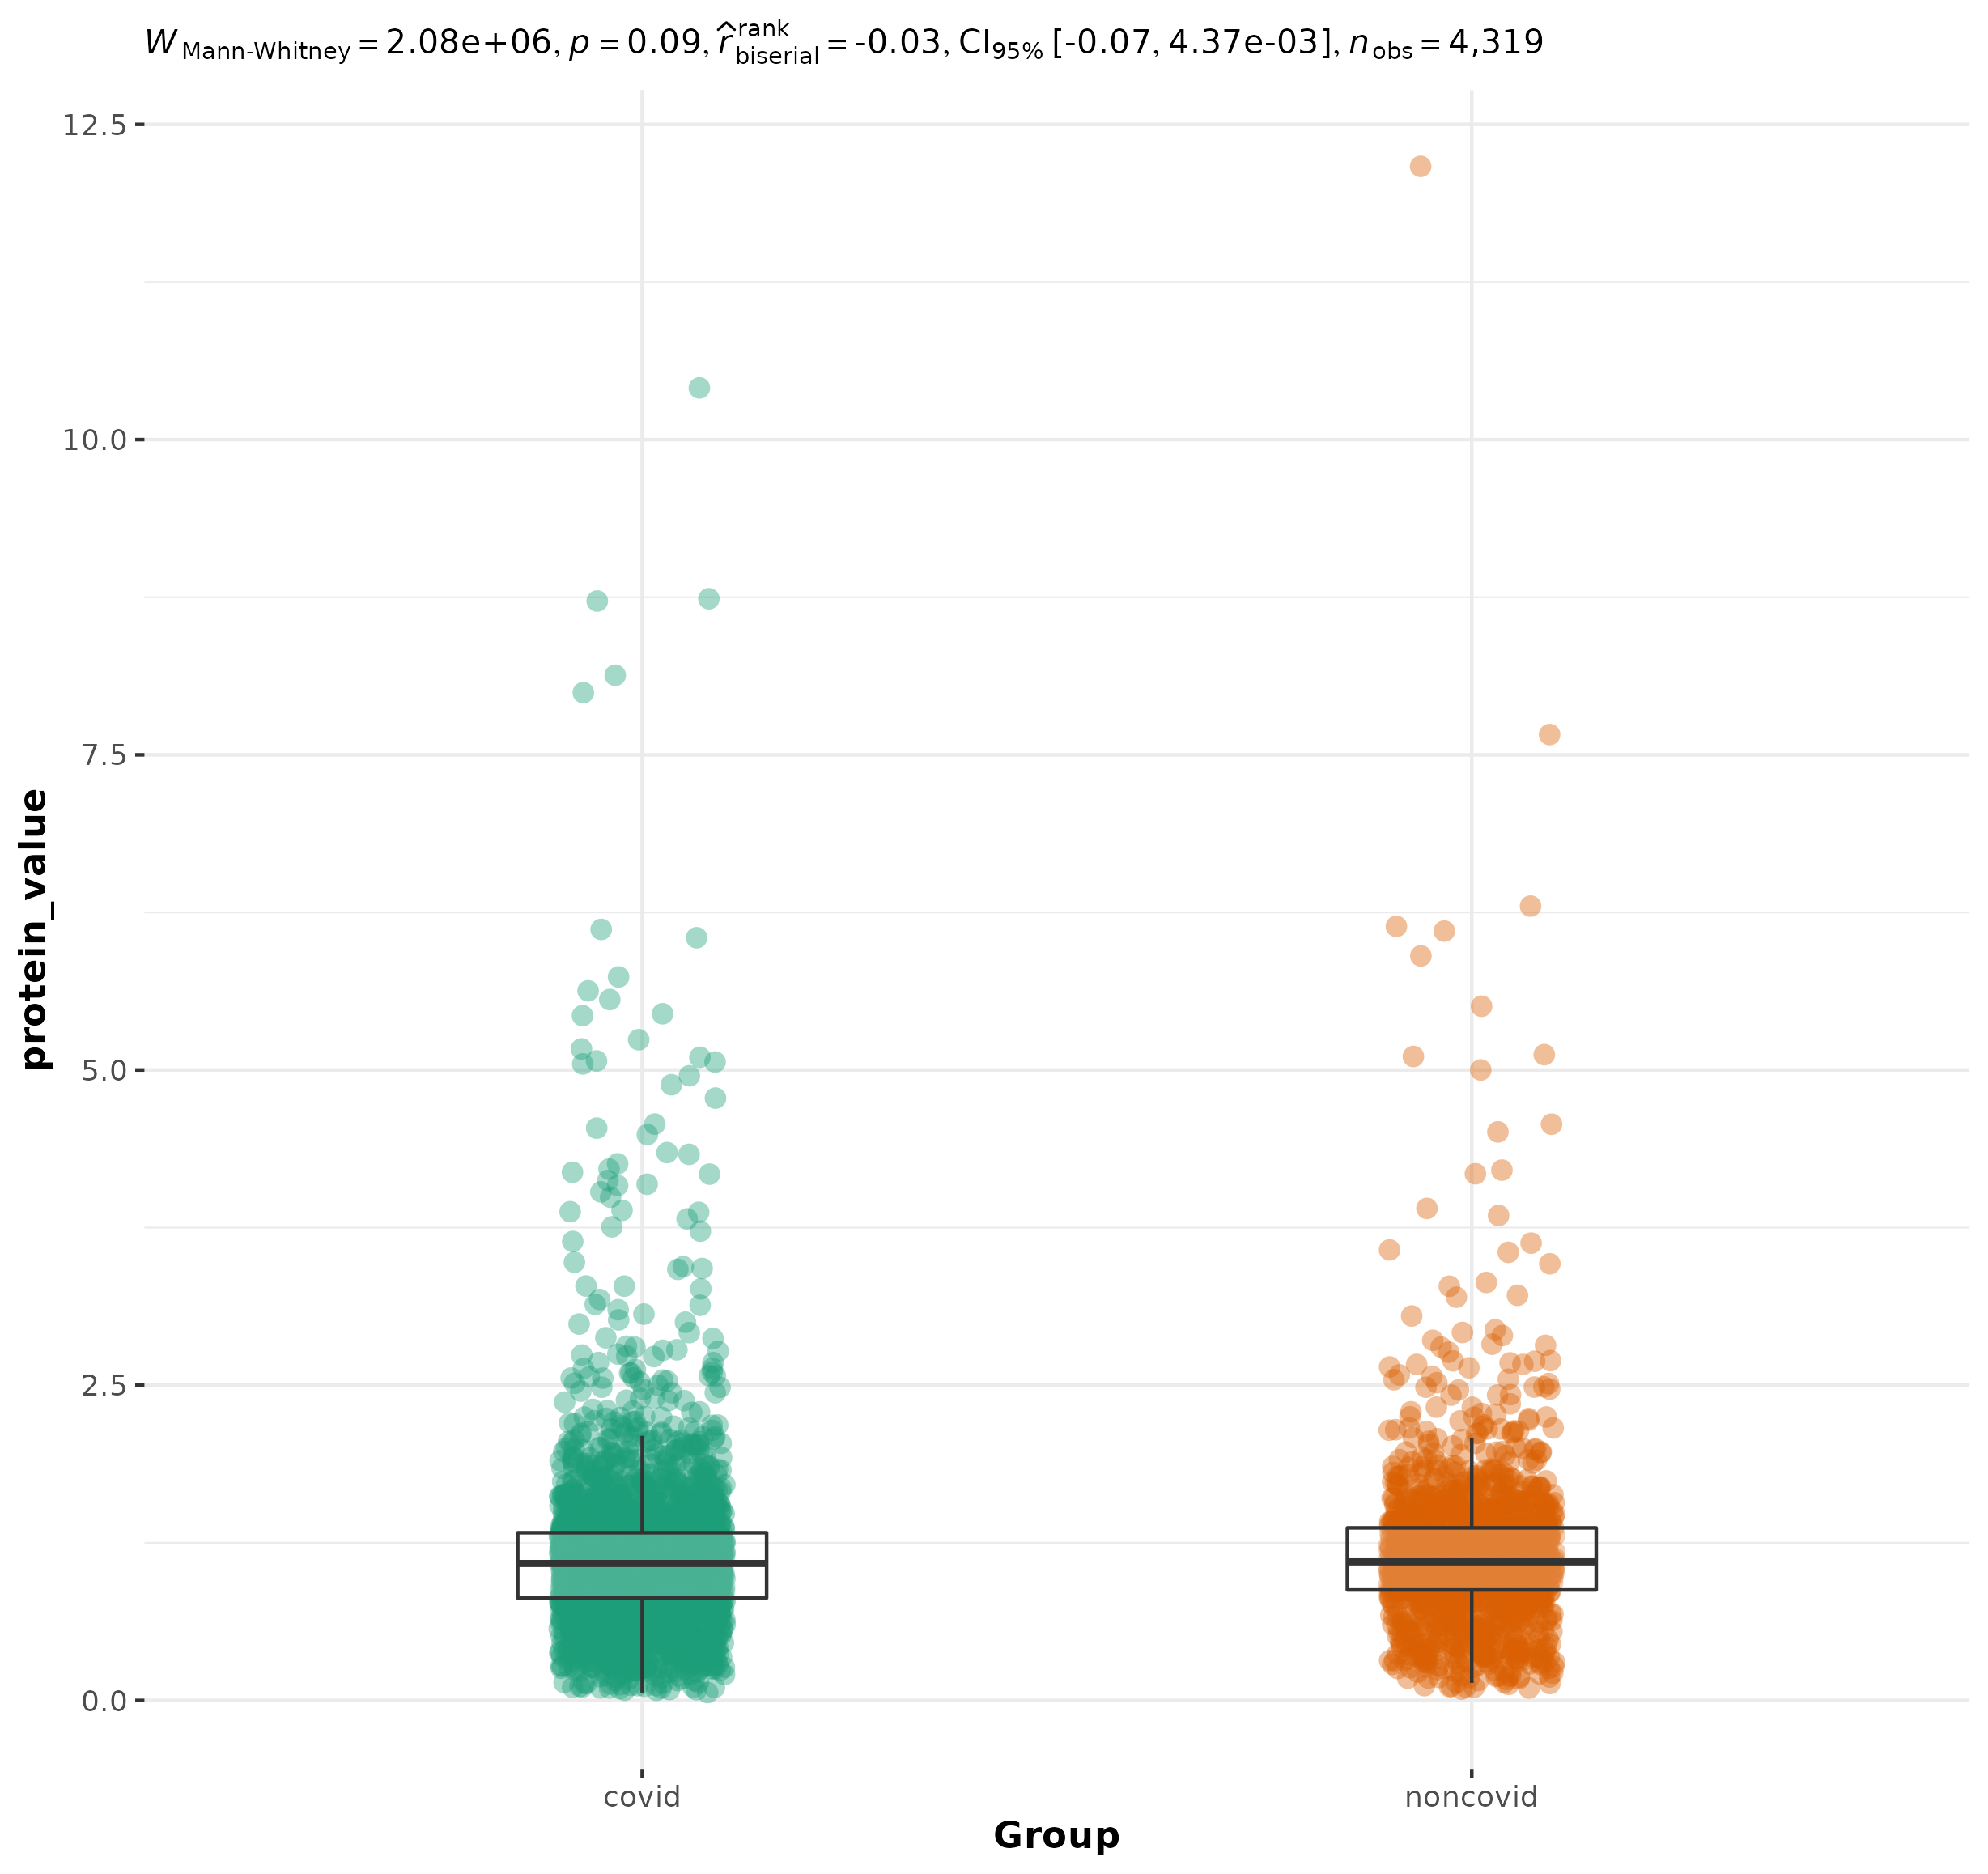 W Mann-Whitney = 2.08e+06, p = 0.09, r̂ rank biserial = -0.03, CI95% [-0.07, 4.37e-03], n obs = 4,319
12.5
10.0
7.5
5.0
2.5
0.0
protein_value
covid noncovid
Group